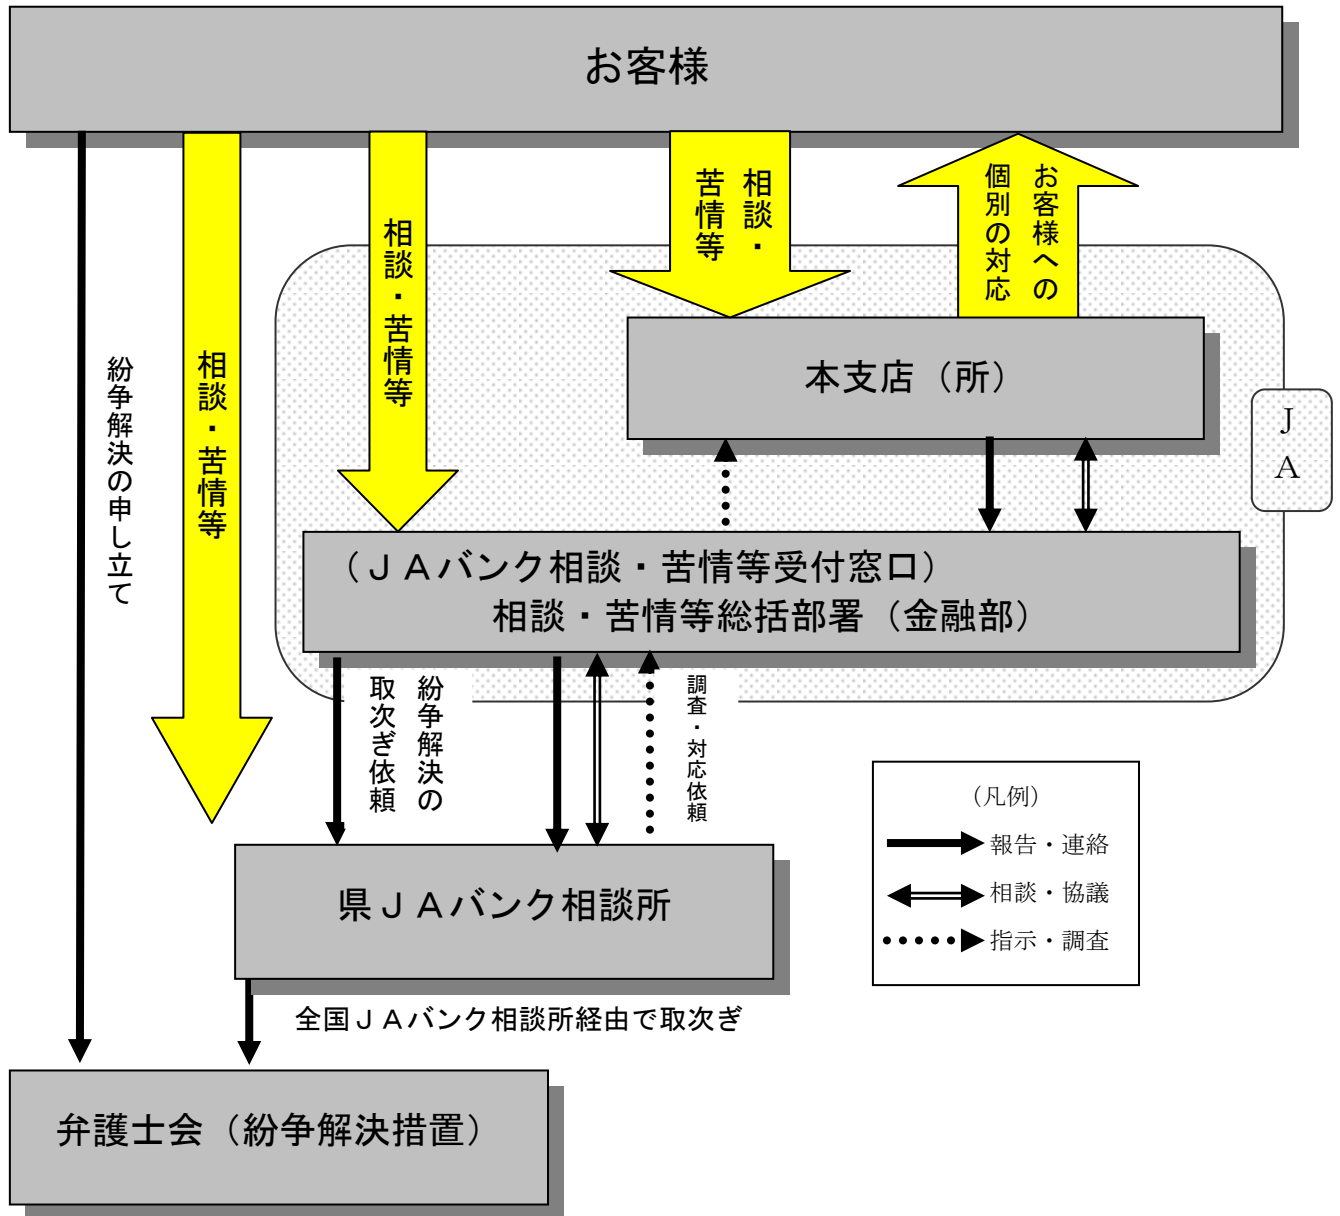 お客様
相談・
苦情等
お客様への
個別の対応
相談・苦情等
相談・苦情等
紛争解決の申し立て
本支店（所）
ＪＡ
（ＪＡバンク相談・苦情等受付窓口）
相談・苦情等総括部署（金融部）
紛争解決の
取次ぎ依頼
調査・対応依頼
（凡例）
報告・連絡
相談・協議
指示・調査
県ＪＡバンク相談所
全国ＪＡバンク相談所経由で取次ぎ
弁護士会（紛争解決措置）